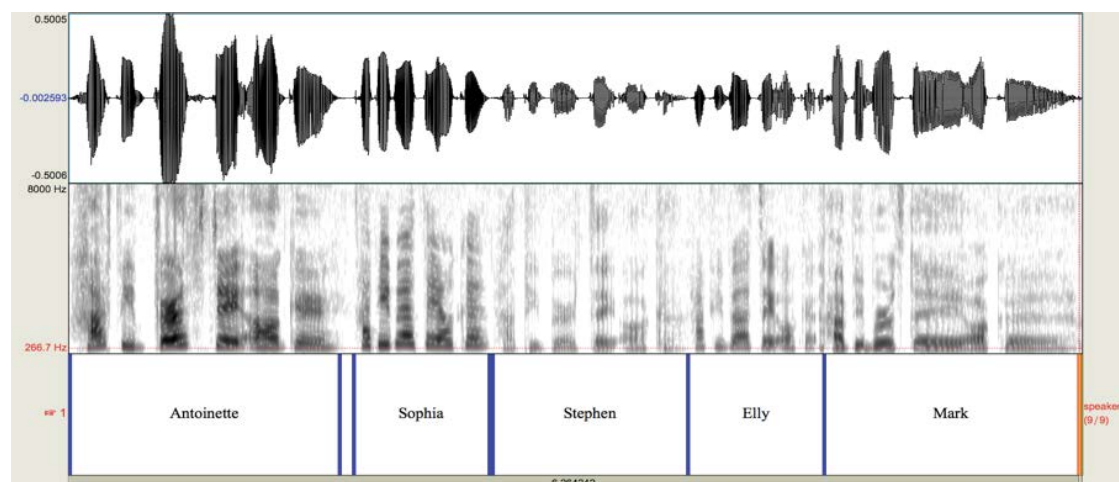 0.5005
-0.002593
-0.5006
8000 Hz
266.7 Hz
1
Antoinette
Sophia
Stephen
Elly
Mark
speaker
(9/9)